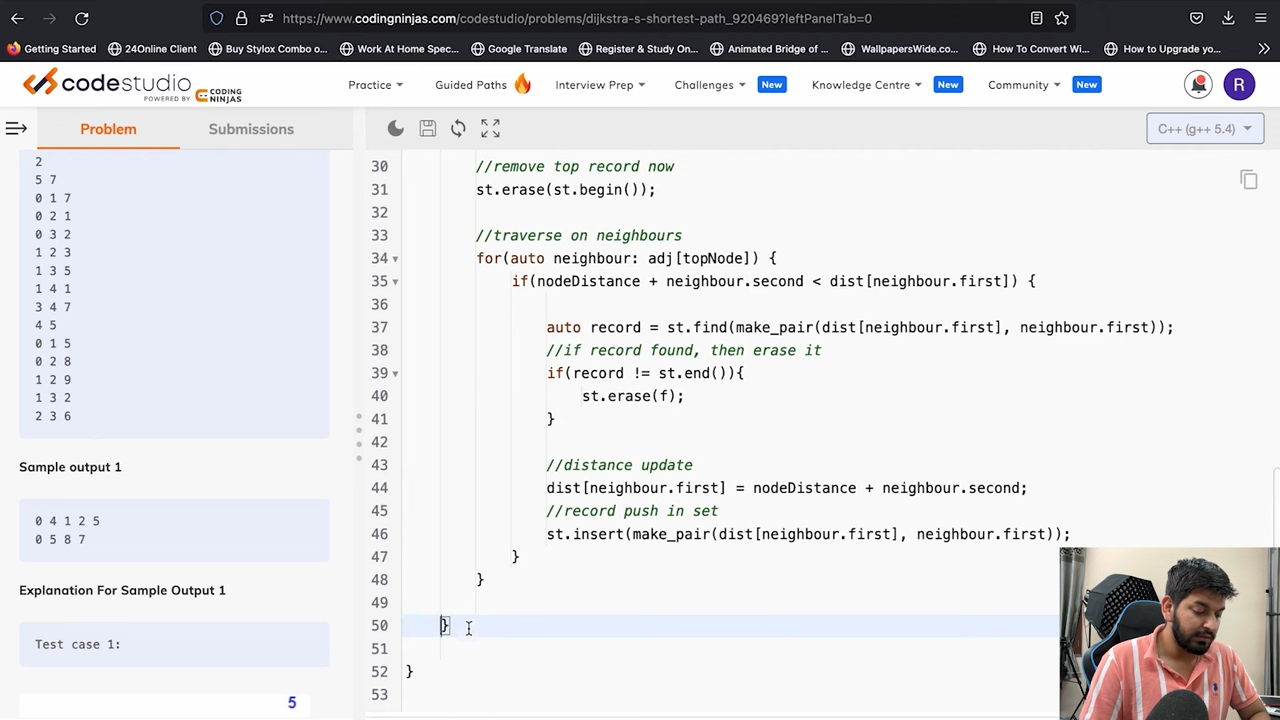 https://www.codingninjas.com/codestudio/problems/dijkstra-s-shortest-path_920469?leftPanelTab=0
Getting Started 24Online Client Buy Stylox Combo o... Work At Home Spec... Google Translate Register & Study On... Animated Bridge of ... WallpapersWide.co... How To Convert Wi... How to Upgrade yo...
codestudio
POWERED BY CODING NINJAS
Practice Guided Paths Interview Prep Challenges New Knowledge Centre New Community New R
Problem Submissions C++ (g++ 5.4)
2
5 7
0 1 7
0 2 1
0 3 2
1 2 3
1 3 5
1 4 1
3 4 7
4 5
0 1 5
0 2 8
1 2 9
1 3 2
2 3 6
Sample output 1
0 4 1 2 5
0 5 8 7
Explanation For Sample Output 1
Test case 1:
5
30 //remove top record now
31 st.erase(st.begin());
32
33 //traverse on neighbours
34 for(auto neighbour: adj[topNode]) {
35 if(nodeDistance + neighbour.second < dist[neighbour.first]) {
36
37 auto record = st.find(make_pair(dist[neighbour.first], neighbour.first));
38 //if record found, then erase it
39 if(record != st.end()){
40 st.erase(f);
41 }
42
43 //distance update
44 dist[neighbour.first] = nodeDistance + neighbour.second;
45 //record push in set
46 st.insert(make_pair(dist[neighbour.first], neighbour.first));
47 }
48 }
49
50 }
51
52 }
53